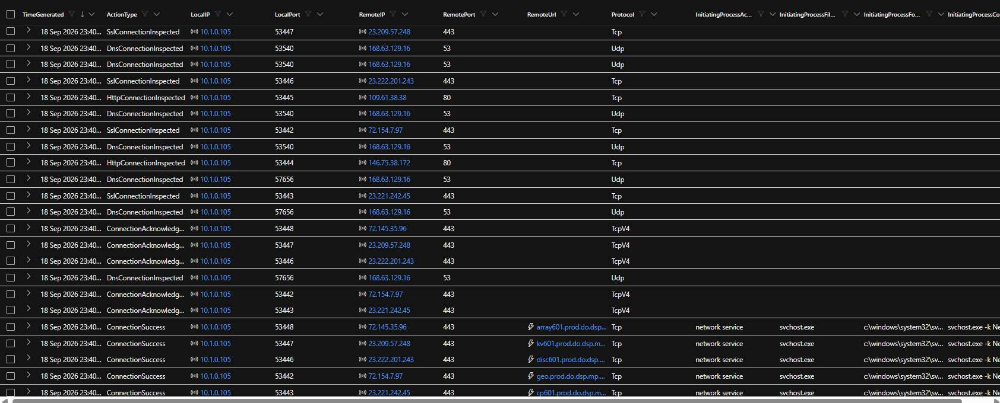 TimeGenerated ActionType LocalIP LocalPort RemoteIP RemotePort RemoteUrl Protocol InitiatingProcessAc... InitiatingProcessFil... InitiatingProcessFo... InitiatingProcessCo
18 Sep 2026 23:40... SslConnectionInspected 10.1.0.105 53447 23.209.57.248 443 Tcp
18 Sep 2026 23:40... DnsConnectionInspected 10.1.0.105 53540 168.63.129.16 53 Udp
18 Sep 2026 23:40... DnsConnectionInspected 10.1.0.105 53540 168.63.129.16 53 Udp
18 Sep 2026 23:40... SslConnectionInspected 10.1.0.105 53446 23.222.201.243 443 Tcp
18 Sep 2026 23:40... HttpConnectionInspected 10.1.0.105 53445 109.61.38.38 80 Tcp
18 Sep 2026 23:40... DnsConnectionInspected 10.1.0.105 53540 168.63.129.16 53 Udp
18 Sep 2026 23:40... SslConnectionInspected 10.1.0.105 53442 72.154.7.97 443 Tcp
18 Sep 2026 23:40... DnsConnectionInspected 10.1.0.105 53540 168.63.129.16 53 Udp
18 Sep 2026 23:40... HttpConnectionInspected 10.1.0.105 53444 146.75.38.172 80 Tcp
18 Sep 2026 23:40... DnsConnectionInspected 10.1.0.105 57656 168.63.129.16 53 Udp
18 Sep 2026 23:40... SslConnectionInspected 10.1.0.105 53443 23.221.242.45 443 Tcp
18 Sep 2026 23:40... DnsConnectionInspected 10.1.0.105 57656 168.63.129.16 53 Udp
18 Sep 2026 23:40... ConnectionAcknowledg... 10.1.0.105 53448 72.145.35.96 443 TcpV4
18 Sep 2026 23:40... ConnectionAcknowledg... 10.1.0.105 53447 23.209.57.248 443 TcpV4
18 Sep 2026 23:40... ConnectionAcknowledg... 10.1.0.105 53446 23.222.201.243 443 TcpV4
18 Sep 2026 23:40... DnsConnectionInspected 10.1.0.105 57656 168.63.129.16 53 Udp
18 Sep 2026 23:40... ConnectionAcknowledg... 10.1.0.105 53442 72.154.7.97 443 TcpV4
18 Sep 2026 23:40... ConnectionAcknowledg... 10.1.0.105 53443 23.221.242.45 443 TcpV4
18 Sep 2026 23:40... ConnectionSuccess 10.1.0.105 53448 72.145.35.96 443 array601.prod.do.dsp... Tcp network service svchost.exe c:\windows\system32\sv... svchost.exe -k Ne
18 Sep 2026 23:40... ConnectionSuccess 10.1.0.105 53447 23.209.57.248 443 kv601.prod.do.dsp.m... Tcp network service svchost.exe c:\windows\system32\sv... svchost.exe -k Ne
18 Sep 2026 23:40... ConnectionSuccess 10.1.0.105 53446 23.222.201.243 443 disc601.prod.do.dsp.... Tcp network service svchost.exe c:\windows\system32\sv... svchost.exe -k Ne
18 Sep 2026 23:40... ConnectionSuccess 10.1.0.105 53442 72.154.7.97 443 geo.prod.do.dsp.mp.... Tcp network service svchost.exe c:\windows\system32\sv... svchost.exe -k Ne
18 Sep 2026 23:40... ConnectionSuccess 10.1.0.105 53443 23.221.242.45 443 cp601.prod.do.dsp.m... Tcp network service svchost.exe c:\windows\system32\sv... svchost.exe -k Ne